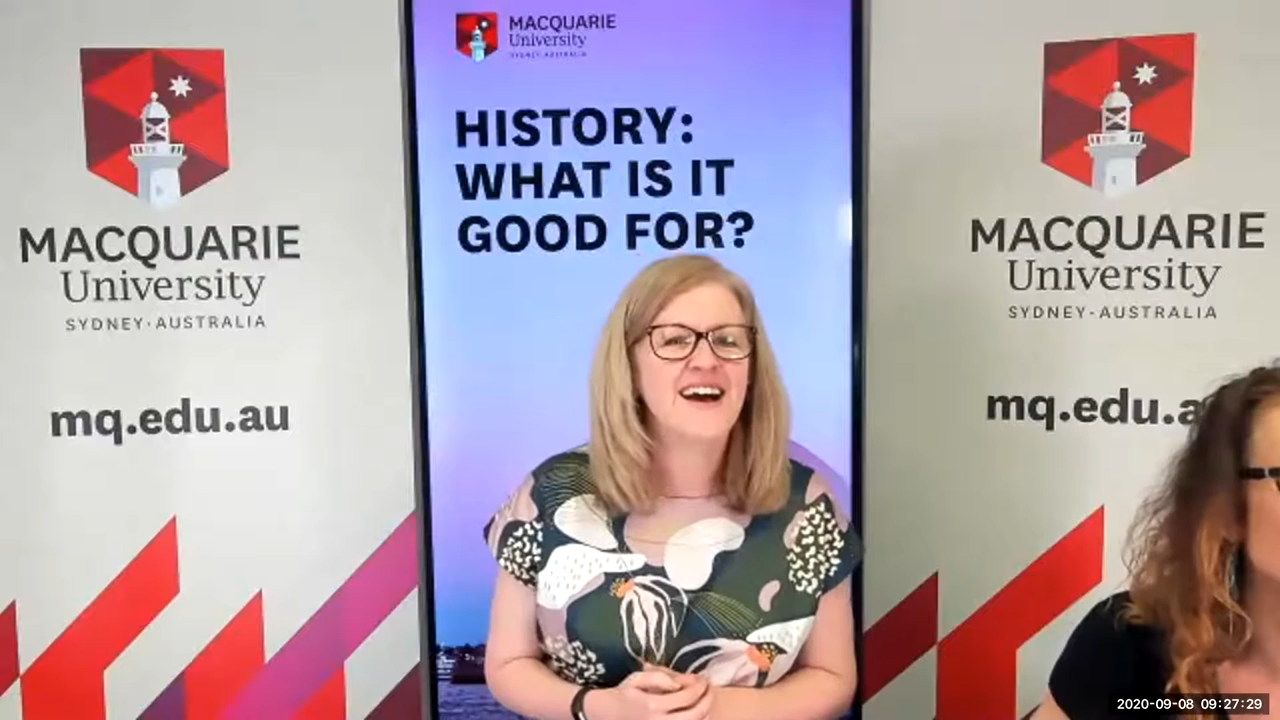 MACQUARIE
University
SYDNEY·AUSTRALIA
mq.edu.au
MACQUARIE
University
SYDNEY·AUSTRALIA
HISTORY:
WHAT IS IT
GOOD FOR?
MACQUARIE
University
SYDNEY·AUSTRALIA
mq.edu.a
2020-09-08 09:27:29